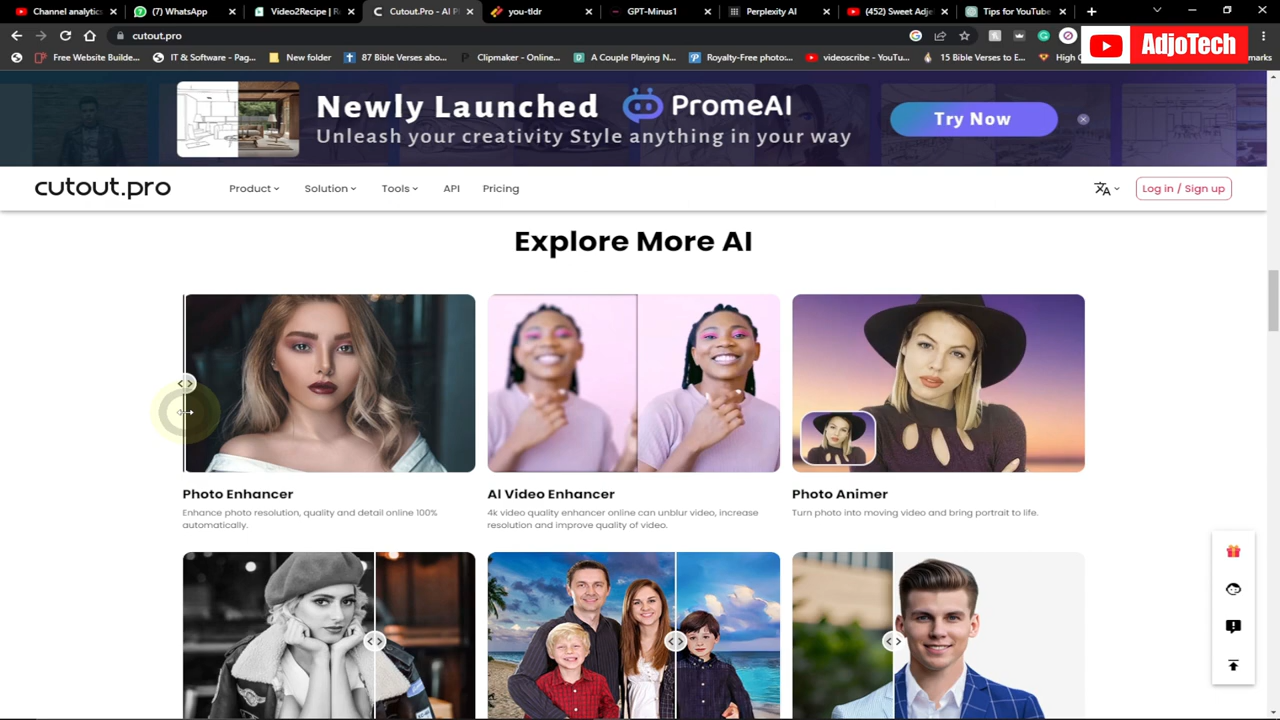 Channel analytics
(7) WhatsApp
Video2Recipe | R
Cutout.Pro - AI P
you-tldr
GPT-Minus1
Perplexity AI
(452) Sweet Adje
Tips for YouTube
cutout.pro
AdjoTech
Free Website Builde...
IT & Software - Pag...
New folder
87 Bible Verses abo...
Clipmaker - Online...
A Couple Playing N...
Royalty-Free photo:...
videoscribe - YouTu...
15 Bible Verses to E...
High
marks
Newly Launched PromeAI
Unleash your creativity Style anything in your way
Try Now
cutout.pro
Product
Solution
Tools
API
Pricing
Log in / Sign up
Explore More AI
Photo Enhancer
Enhance photo resolution, quality and detail online 100%
automatically.
AI Video Enhancer
4k video quality enhancer online can unblur video, increase
resolution and improve quality of video.
Photo Animer
Turn photo into moving video and bring portrait to life.